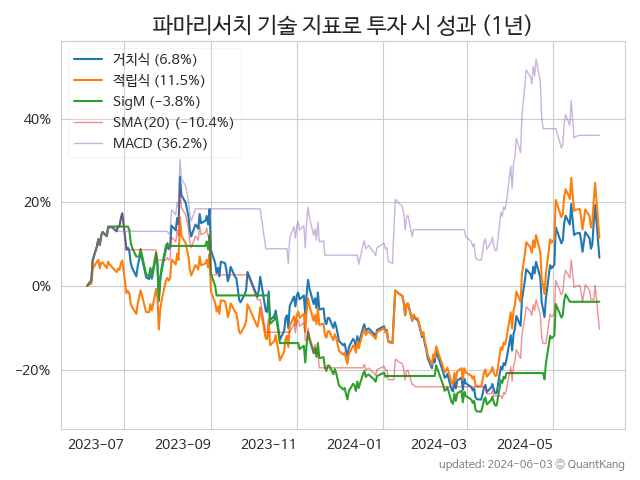 파마리서치 기술 지표로 투자 시 성과 (1년)
거치식 (6.8%)
적립식 (11.5%)
SigM (−3.8%)
SMA(20) (−10.4%)
MACD (36.2%)
40%
20%
0%
−20%
2023−07 2023−09 2023−11 2024−01 2024−03 2024−05
updated: 2024-06-03 © QuantKang